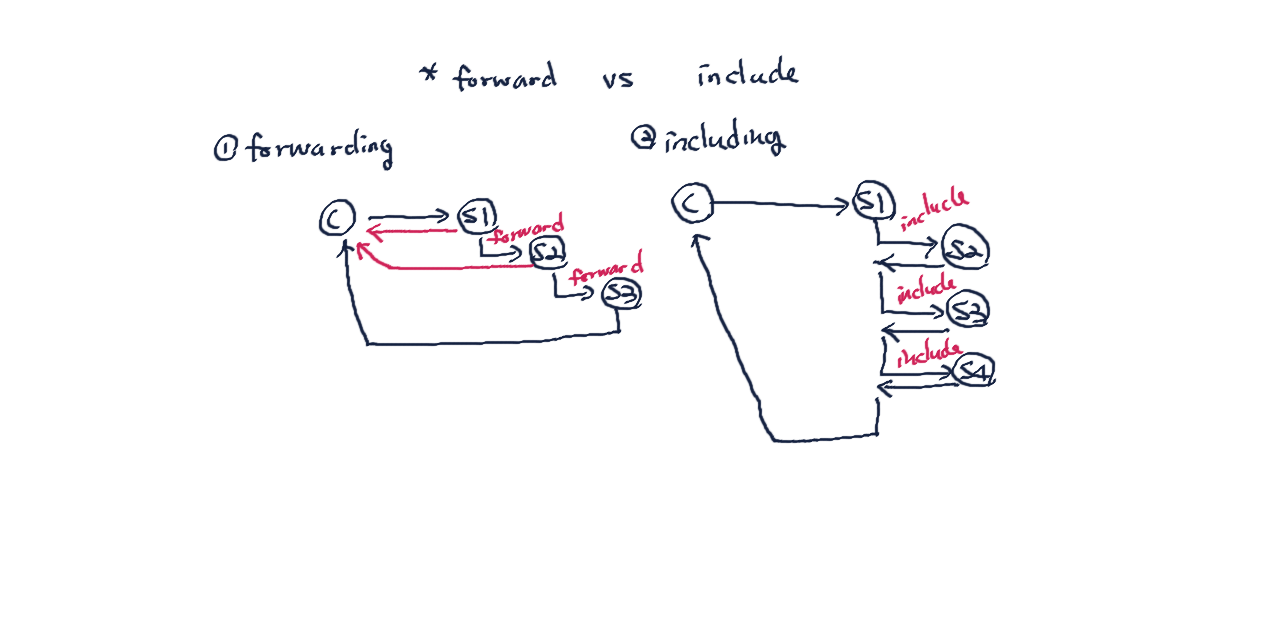 * forward vs include
① forwarding
② including
C
S1
forward
S2
forward
S3
C
S1
include
S2
include
S3
include
S4